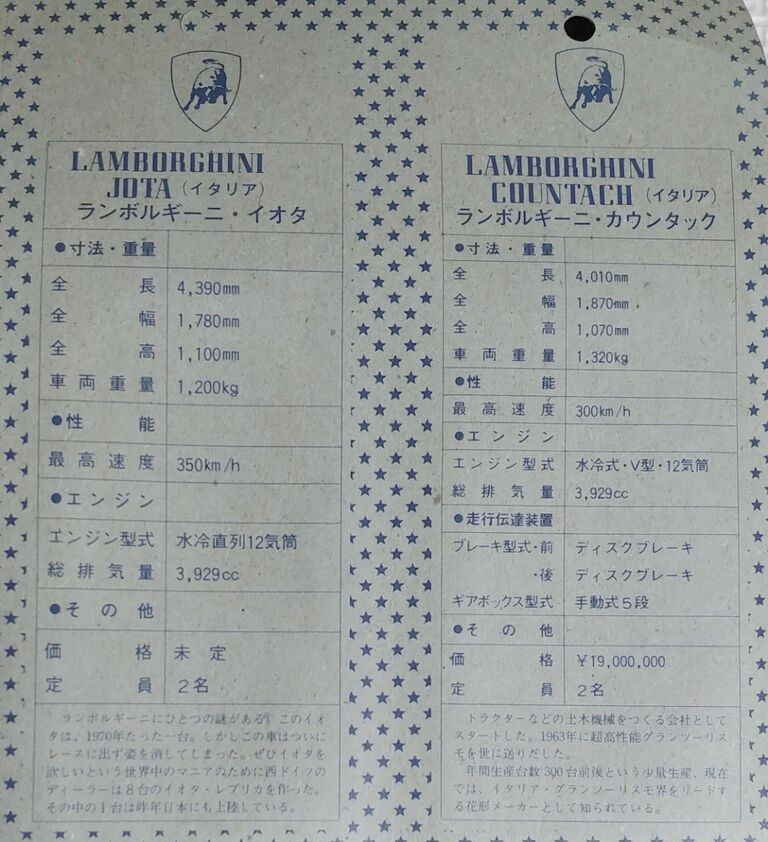 LAMBORGHINI
JOTA (イタリア)
ランボルギーニ・イオタ
●寸法・重量
全長 4,390mm
全幅 1,780mm
全高 1,100mm
車両重量 1,200kg
●性能
最高速度 350km/h
●エンジン
エンジン型式 水冷直列12気筒
総排気量 3,929cc
●その他
価格 未定
定員 2名
ランボルギーニにひとつの謎がある。このイオ
タは、1970年たった一台。しかしこの車はついに
レースに出ず姿を消してしまった。ぜひイオタを
欲しいという世界中のマニアのために西ドイツの
ディーラーは8台のイオタ・レプリカを作った。
その中の1台は昨年日本にも上陸している。
LAMBORGHINI
COUNTACH (イタリア)
ランボルギーニ・カウンタック
●寸法・重量
全長 4,010mm
全幅 1,870mm
全高 1,070mm
車両重量 1,320kg
●性能
最高速度 300km/h
●エンジン
エンジン型式 水冷式・V型・12気筒
総排気量 3,929cc
●走行伝達装置
ブレーキ型式・前 ディスクブレーキ
・後 ディスクブレーキ
ギアボックス型式 手動式5段
●その他
価格 ¥19,000,000
定員 2名
トラクターなどの土木機械をつくる会社として
スタートした。1963年に超高性能グランツーリス
モを世に送りだした。
年間生産台数300台前後という少量生産、現在
では、イタリア・グランツーリスモ界をリードす
る花形メーカーとして知られている。